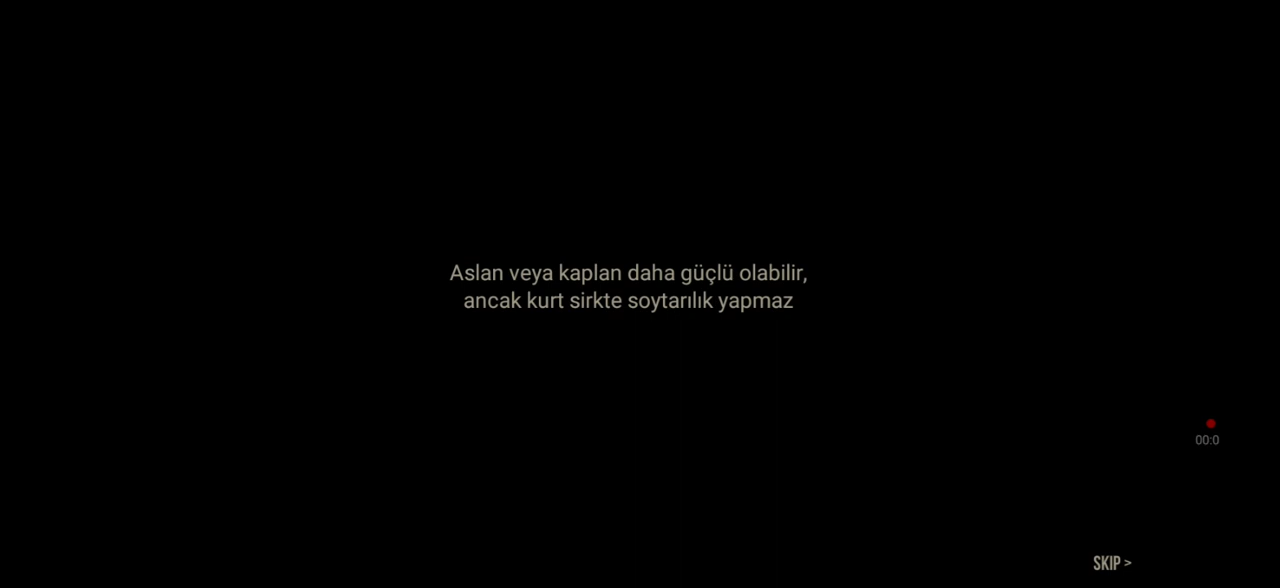 Aslan veya kaplan daha güçlü olabilir,
ancak kurt sirkte soytarılık yapmaz
00:0
SKIP >